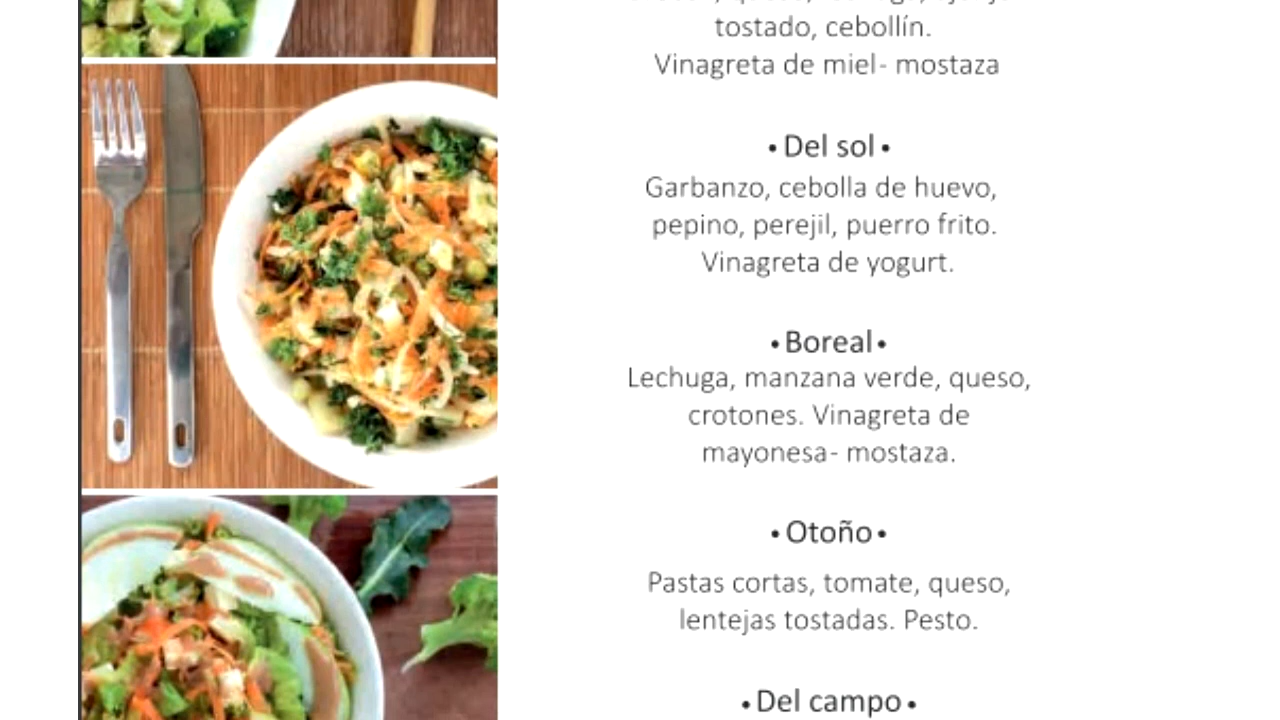 tostado, cebollín.
Vinagreta de miel- mostaza
• Del sol •
Garbanzo, cebolla de huevo,
pepino, perejil, puerro frito.
Vinagreta de yogurt.
• Boreal •
Lechuga, manzana verde, queso,
crotones. Vinagreta de
mayonesa- mostaza.
• Otoño •
Pastas cortas, tomate, queso,
lentejas tostadas. Pesto.
• Del campo •